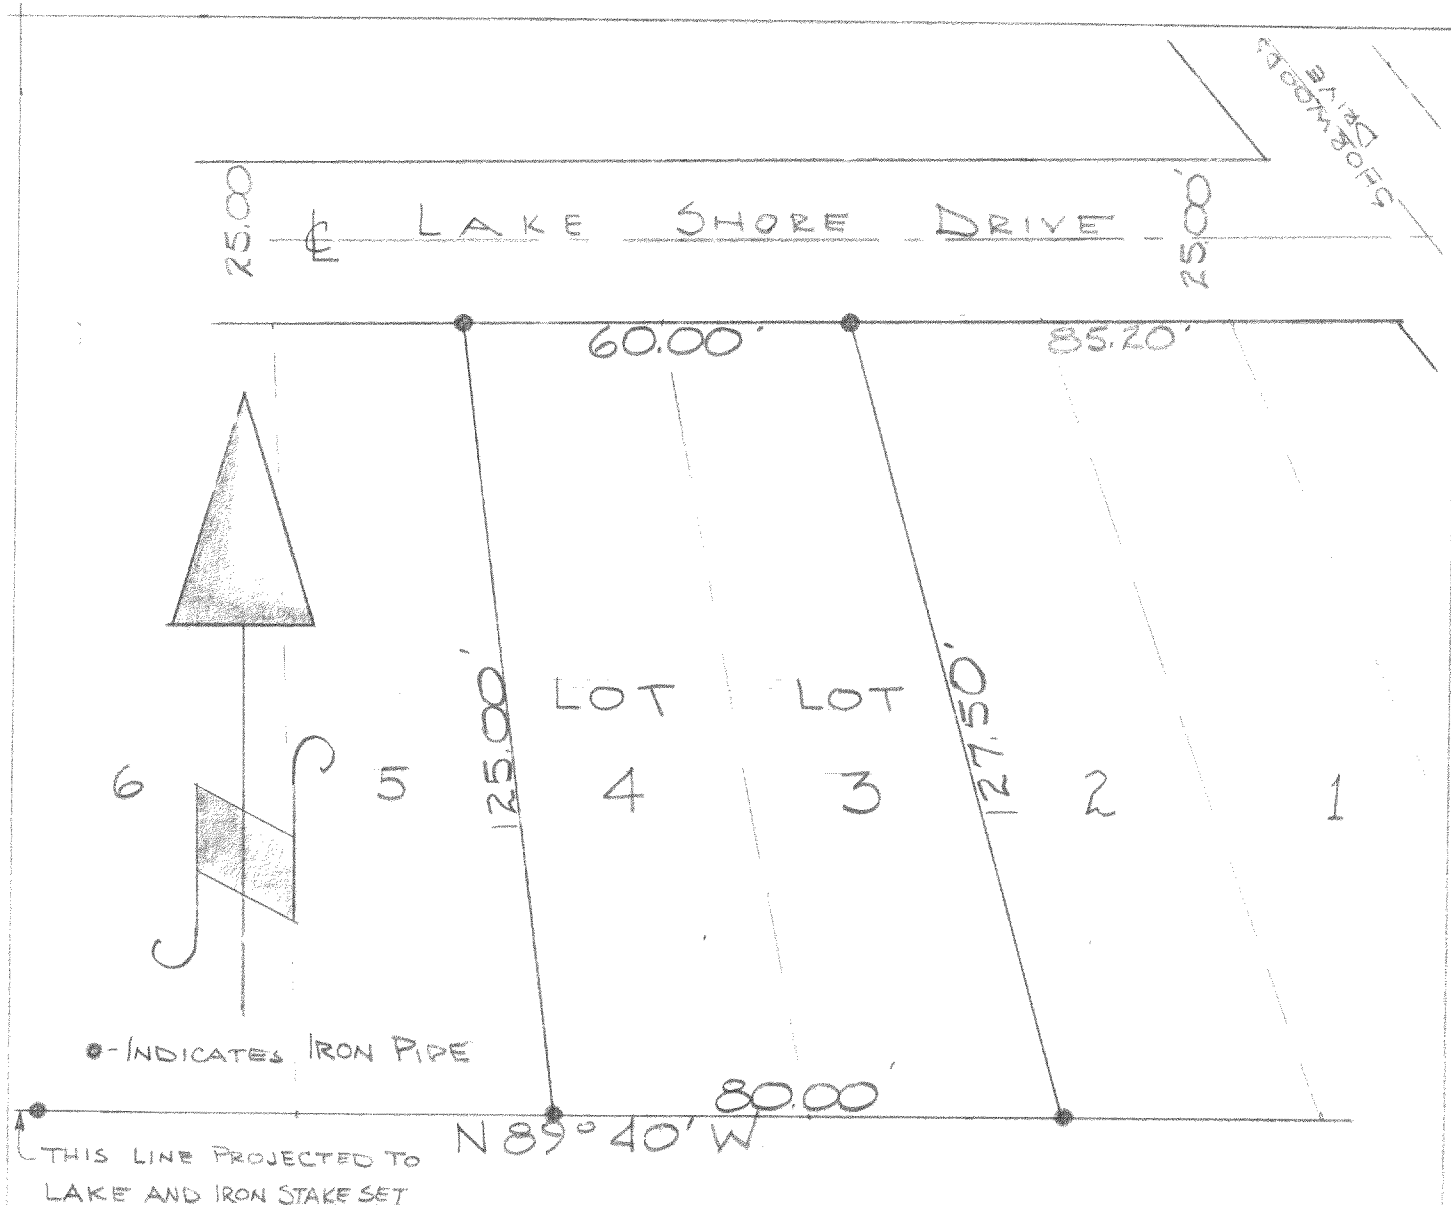 SHOREWOOD
DRIVE
25.00
℄ LAKE SHORE DRIVE
25.00'
60.00'
85.20'
125.00'
LOT
4
LOT
3
127.50'
6
5
2
1
N
●-INDICATES IRON PIPE
80.00'
N 89° 40' W
THIS LINE PROJECTED TO
LAKE AND IRON STAKE SET